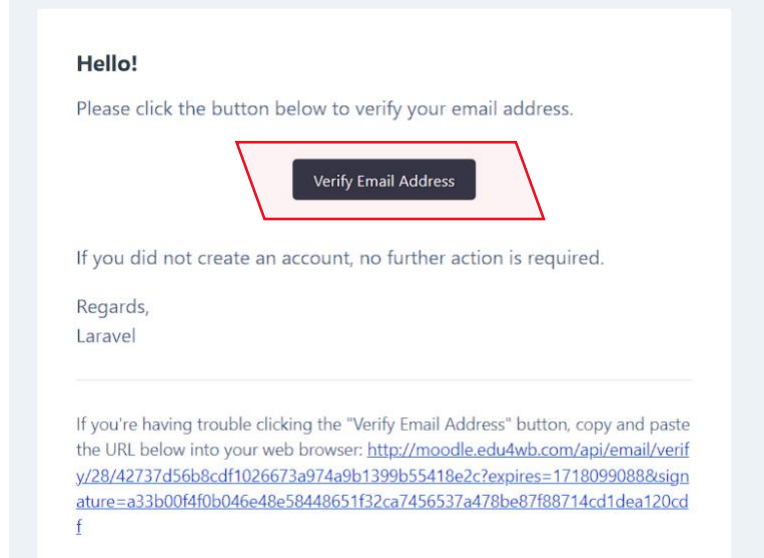 Hello!
Please click the button below to verify your email address.
Verify Email Address
If you did not create an account, no further action is required.
Regards,
Laravel
If you're having trouble clicking the "Verify Email Address" button, copy and paste
the URL below into your web browser: http://moodle.edu4wb.com/api/email/verif
y/28/42737d56b8cdf1026673a974a9b1399b55418e2c?expires=1718099088&sign
ature=a33b00f4f0b046e48e58448651f32ca7456537a478be87f88714cd1dea120cd
f